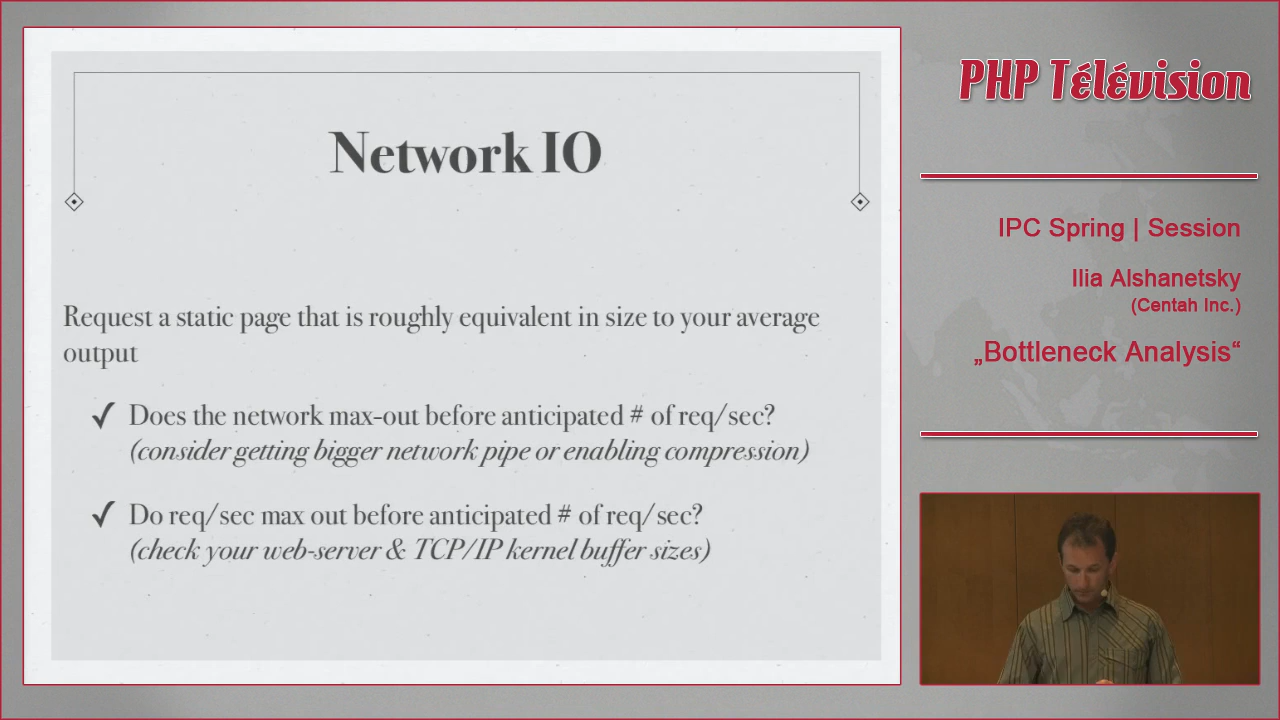 Network IO
Request a static page that is roughly equivalent in size to your average
output
✓ Does the network max-out before anticipated # of req/sec?
(consider getting bigger network pipe or enabling compression)
✓ Do req/sec max out before anticipated # of req/sec?
(check your web-server & TCP/IP kernel buffer sizes)
PHP Télévision
IPC Spring | Session
Ilia Alshanetsky
(Centah Inc.)
„Bottleneck Analysis“